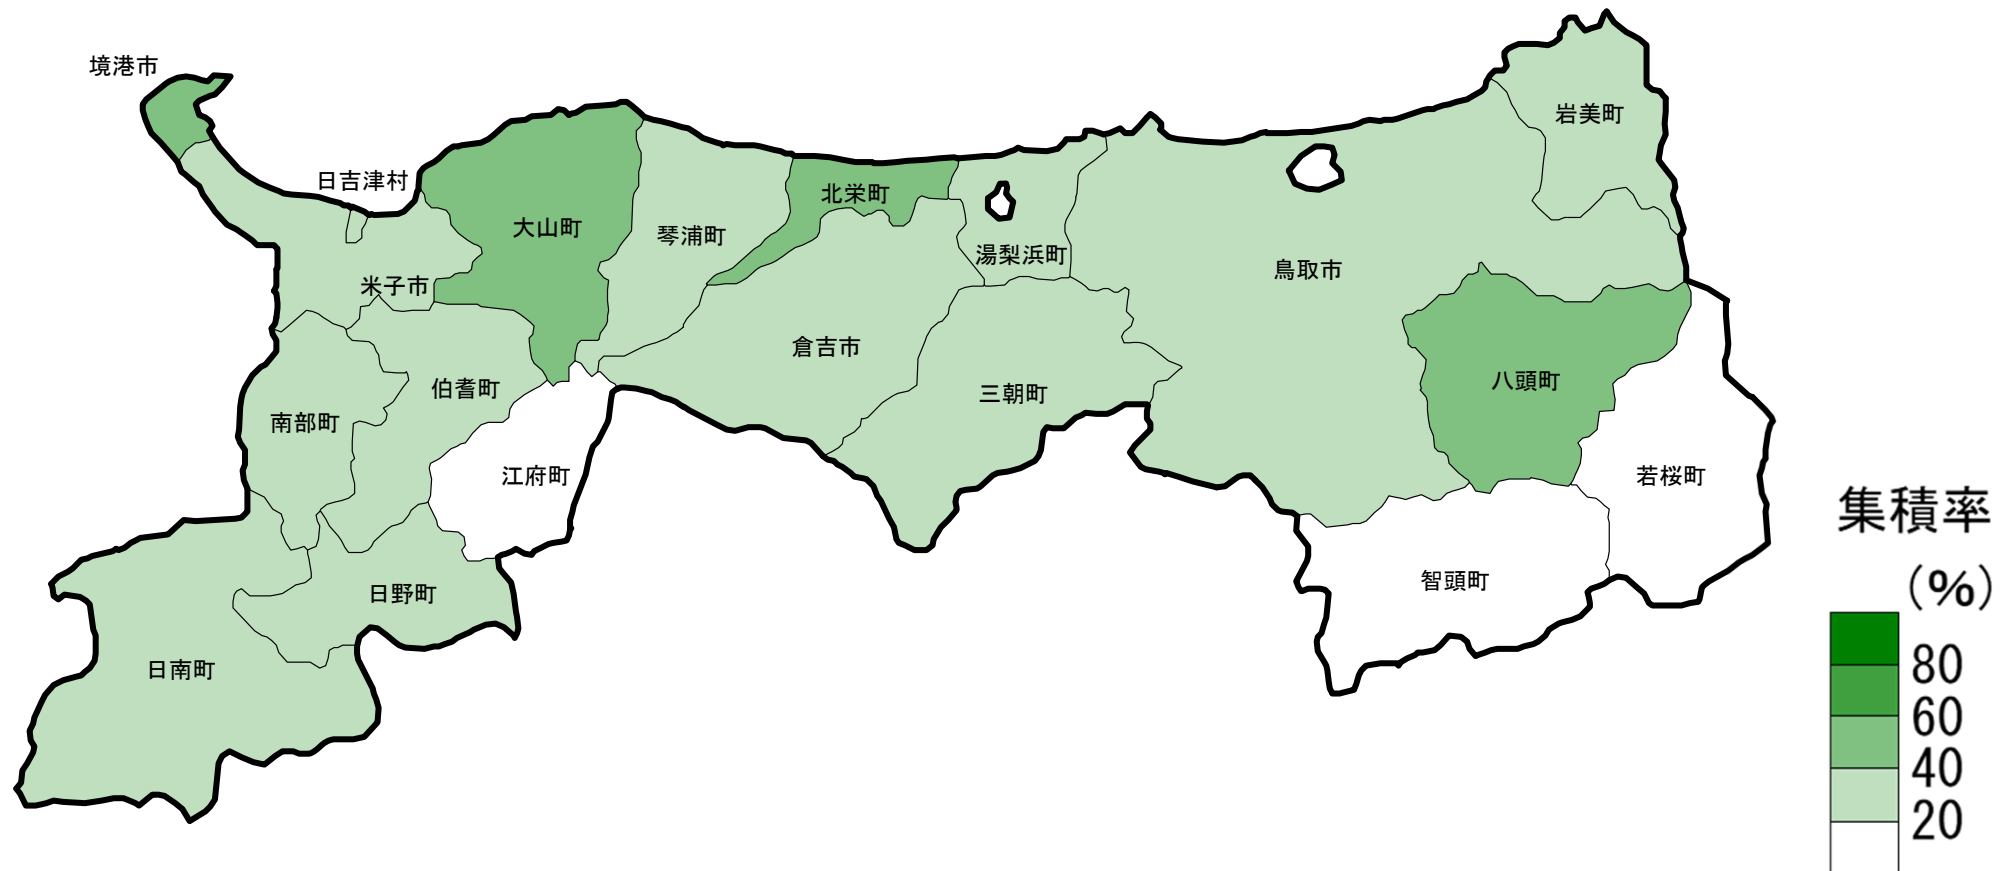 境港市
岩美町
日吉津村
北栄町
大山町
琴浦町
湯梨浜町
鳥取市
米子市
倉吉市
八頭町
伯耆町
三朝町
南部町
江府町
若桜町
智頭町
日野町
日南町
集積率
(%)
80
60
40
20